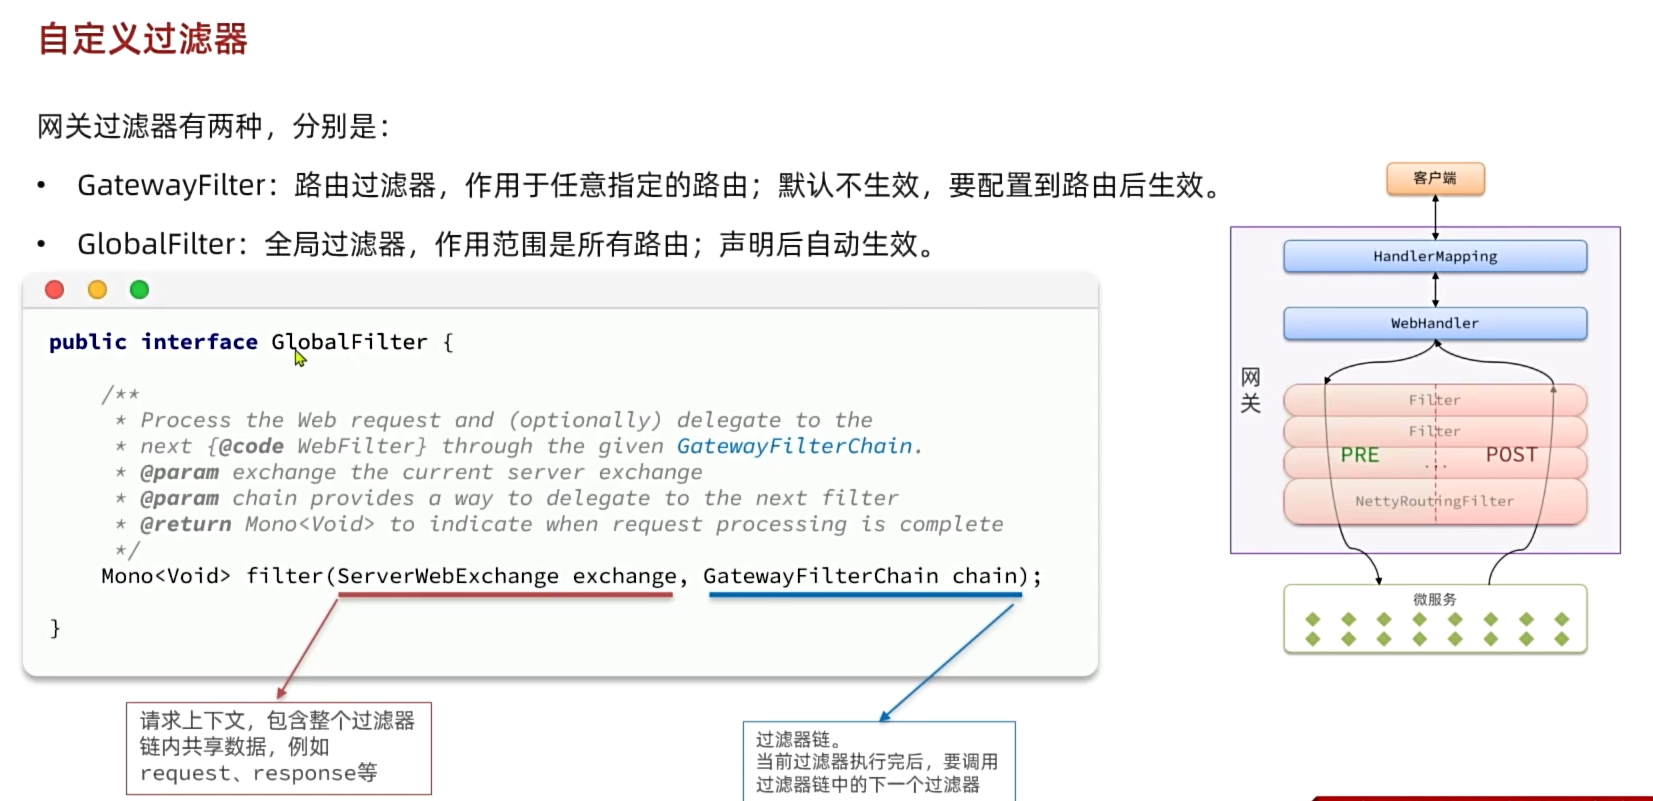 自定义过滤器
网关过滤器有两种，分别是：
• GatewayFilter：路由过滤器，作用于任意指定的路由；默认不生效，要配置到路由后生效。
• GlobalFilter：全局过滤器，作用范围是所有路由；声明后自动生效。
public interface GlobalFilter {
/**
* Process the Web request and (optionally) delegate to the
* next {@code WebFilter} through the given GatewayFilterChain.
* @param exchange the current server exchange
* @param chain provides a way to delegate to the next filter
* @return Mono<Void> to indicate when request processing is complete
*/
Mono<Void> filter(ServerWebExchange exchange, GatewayFilterChain chain);
}
请求上下文，包含整个过滤器
链内共享数据，例如
request、response等
过滤器链。
当前过滤器执行完后，要调用
过滤器链中的下一个过滤器
客户端
HandlerMapping
WebHandler
网
关
Filter
Filter
PRE
...
POST
NettyRoutingFilter
微服务